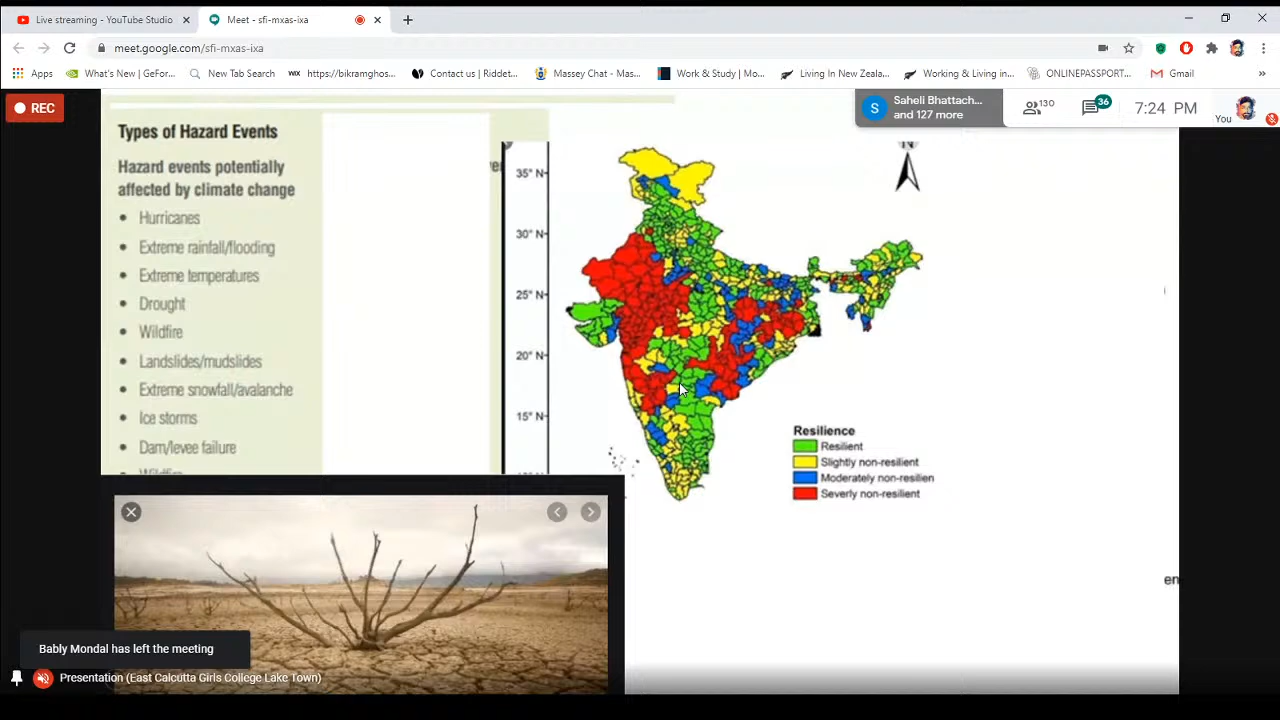 Live streaming - YouTube Studio
Meet - sfi-mxas-ixa
meet.google.com/sfi-mxas-ixa
Apps
What's New | GeFor...
New Tab Search
WIX
https://bikramghos...
Contact us | Riddet...
Massey Chat - Mas...
Work & Study | Mo...
Living In New Zeala...
Working & Living in...
ONLINEPASSPORT...
Gmail
REC
S
Saheli Bhattach...
and 127 more
130
36
7:24 PM
You
Types of Hazard Events
Hazard events potentially
affected by climate change
• Hurricanes
• Extreme rainfall/flooding
• Extreme temperatures
• Drought
• Wildfire
• Landslides/mudslides
• Extreme snowfall/avalanche
• Ice storms
• Dam/levee failure
Wildfire
N
35° N
30° N
25° N
20° N
15° N
Resilience
Resilient
Slightly non-resilient
Moderately non-resilien
Severly non-resilient
en
Bably Mondal has left the meeting
Presentation (East Calcutta Girls College Lake Town)